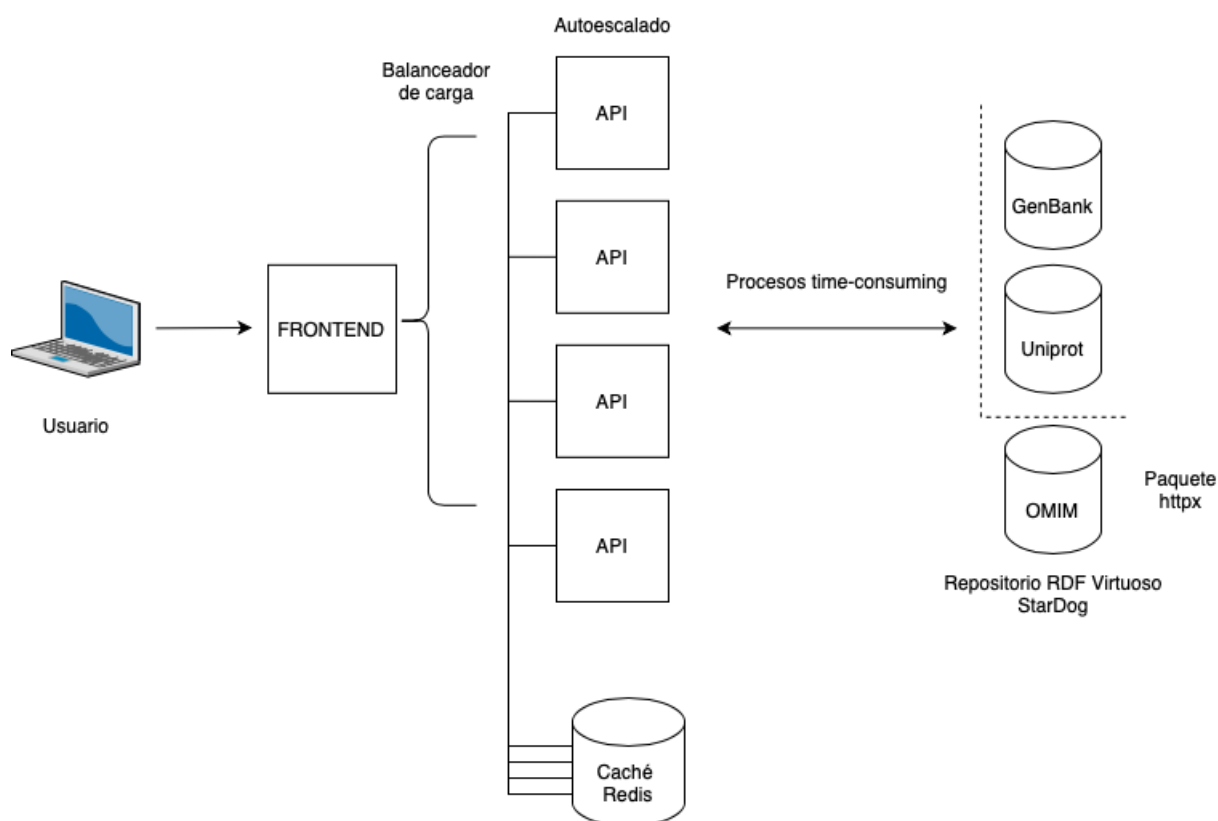 Autoescalado
Balanceador
de carga
API
API
API
API
FRONTEND
Usuario
Procesos time-consuming
GenBank
Uniprot
OMIM
Paquete
httpx
Repositorio RDF Virtuoso
StarDog
Caché
Redis